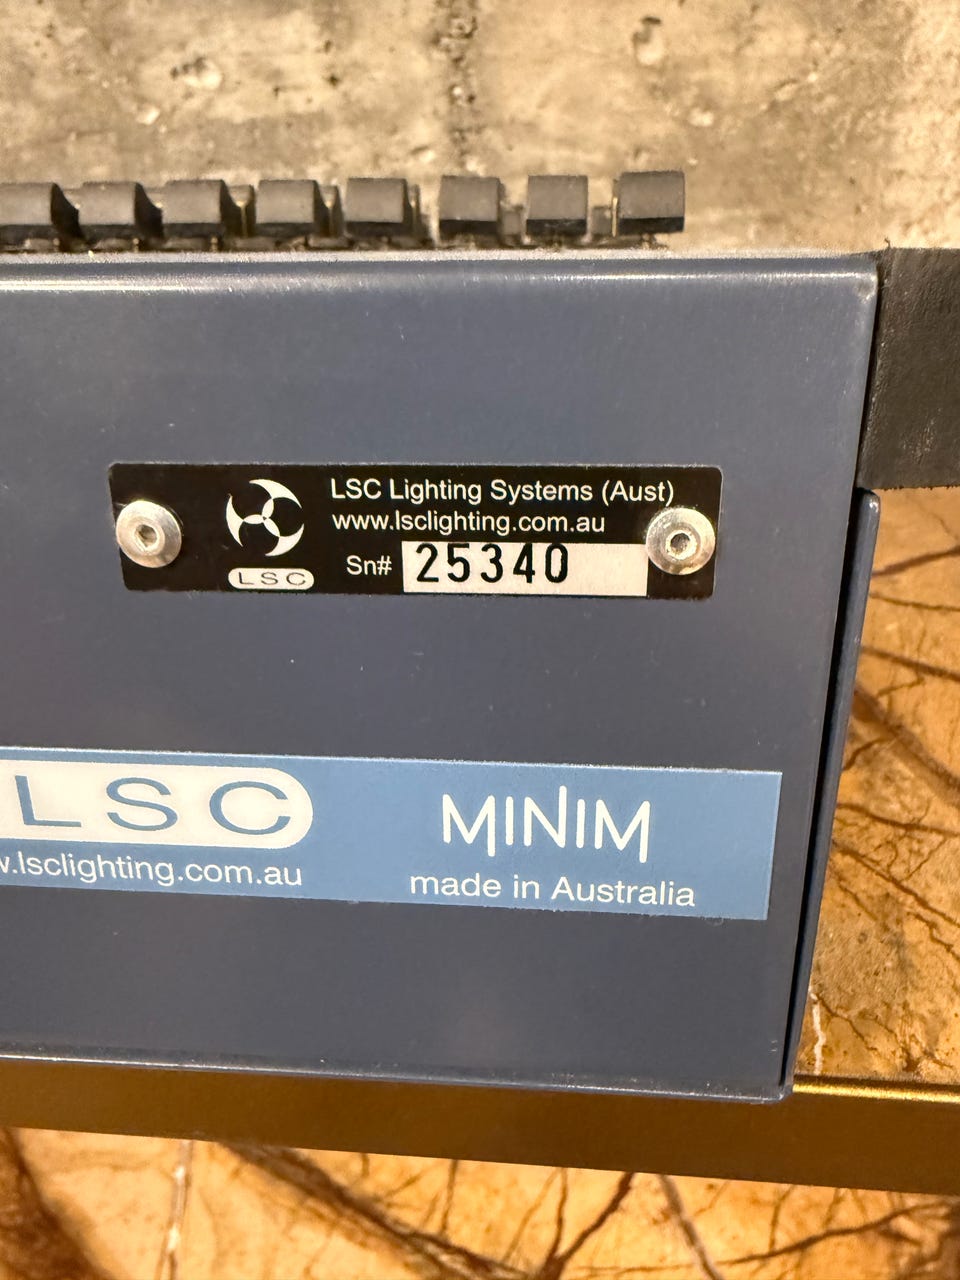 LSC Lighting Systems (Aust)
www.lsclighting.com.au
Sn# 25340
LSC
LSC
w.lsclighting.com.au
MINIM
made in Australia